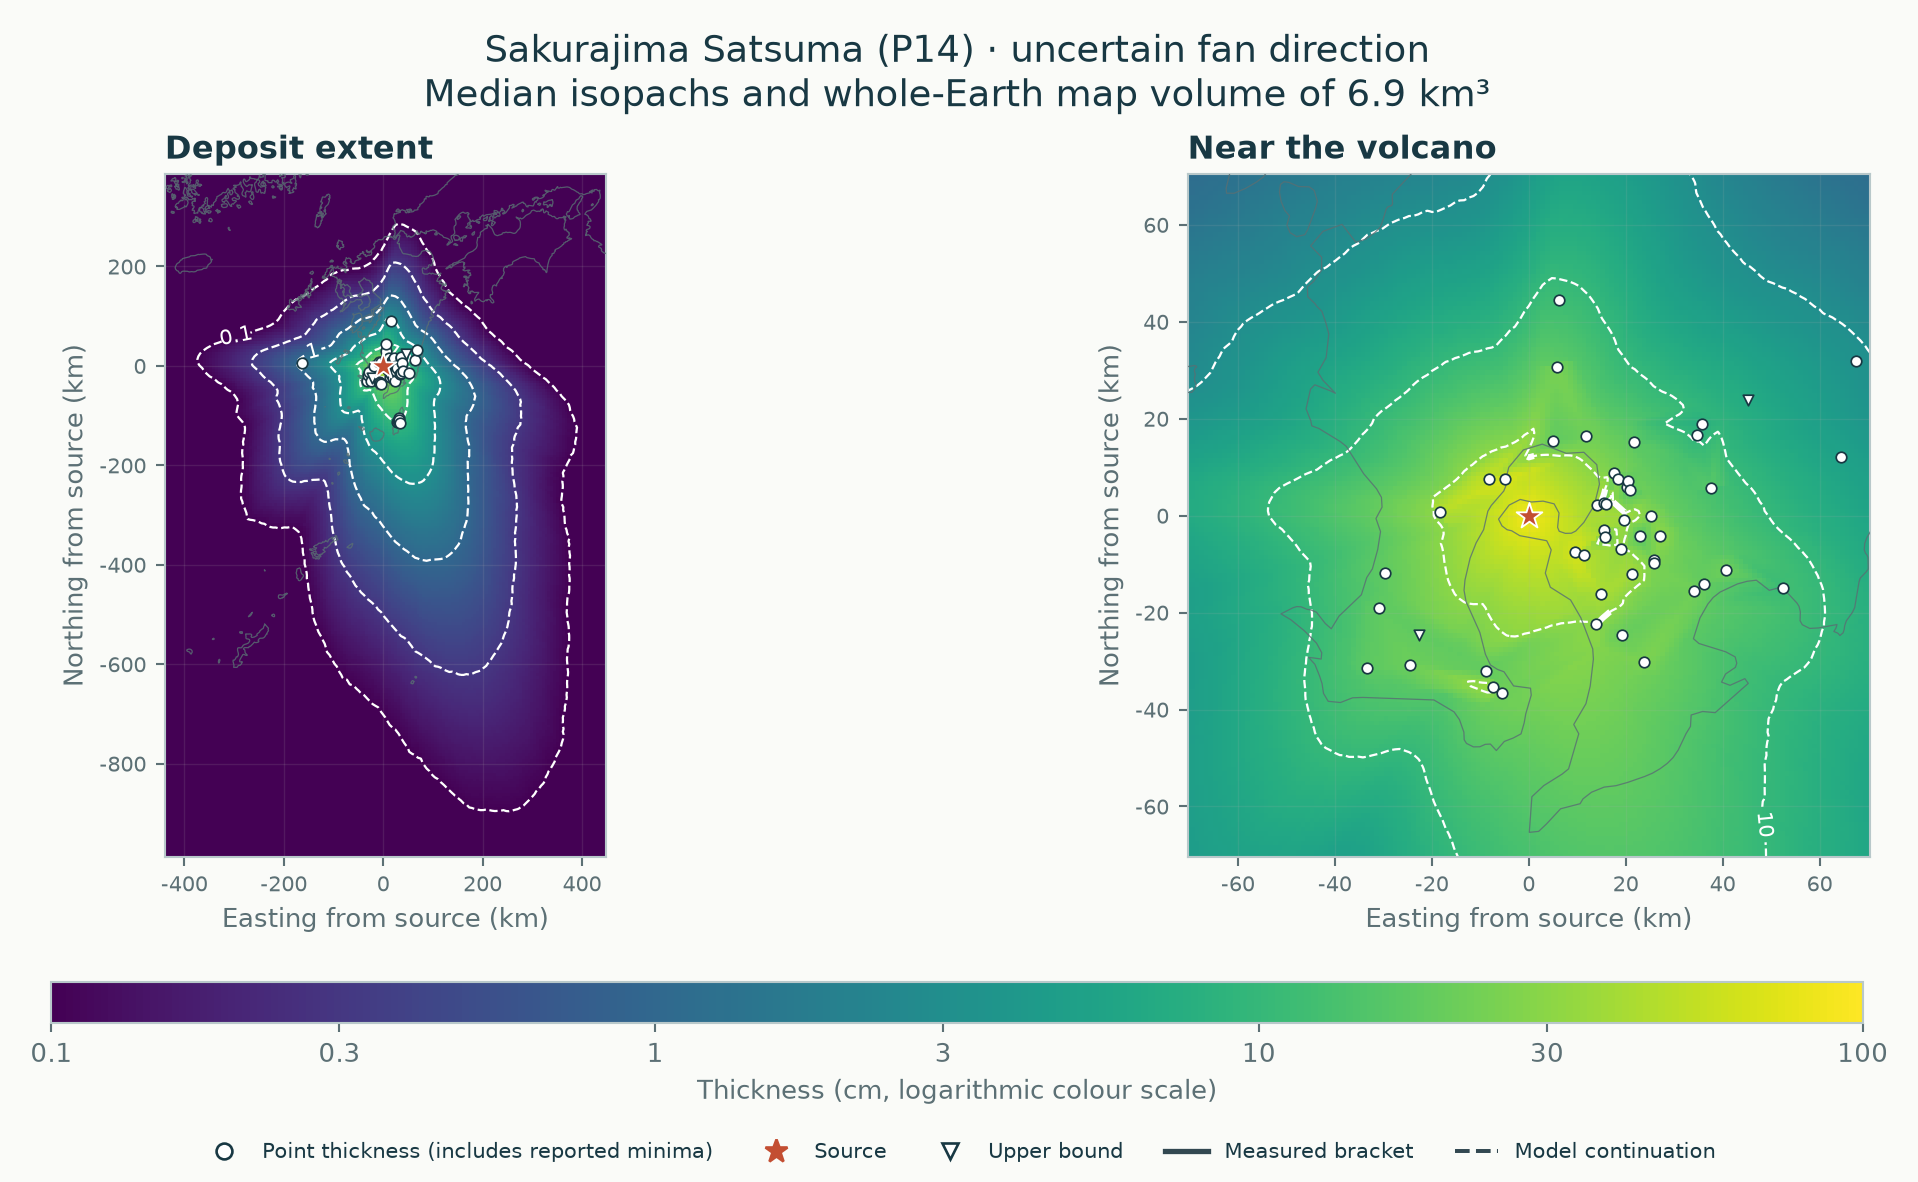 Sakurajima Satsuma (P14) · uncertain fan direction
Median isopachs and whole-Earth map volume of 6.9 km³
Deposit extent
Near the volcano
Northing from source (km)
200
0
-200
-400
-600
-800
-400
-200
0
200
400
Easting from source (km)
0.1
1
Northing from source (km)
60
40
20
0
-20
-40
-60
-60
-40
-20
0
20
40
60
Easting from source (km)
10
0.1
0.3
1
3
10
30
100
Thickness (cm, logarithmic colour scale)
Point thickness (includes reported minima)
Source
Upper bound
Measured bracket
Model continuation